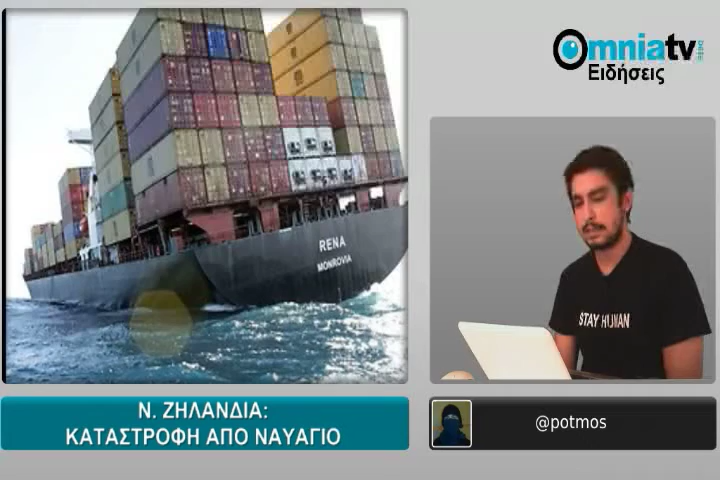 Omniatv
Ειδήσεις
RENA
MONROVIA
STAY HUMAN
Ν. ΖΗΛΑΝΔΙΑ:
ΚΑΤΑΣΤΡΟΦΗ ΑΠΟ ΝΑΥΑΓΙΟ
@potmos